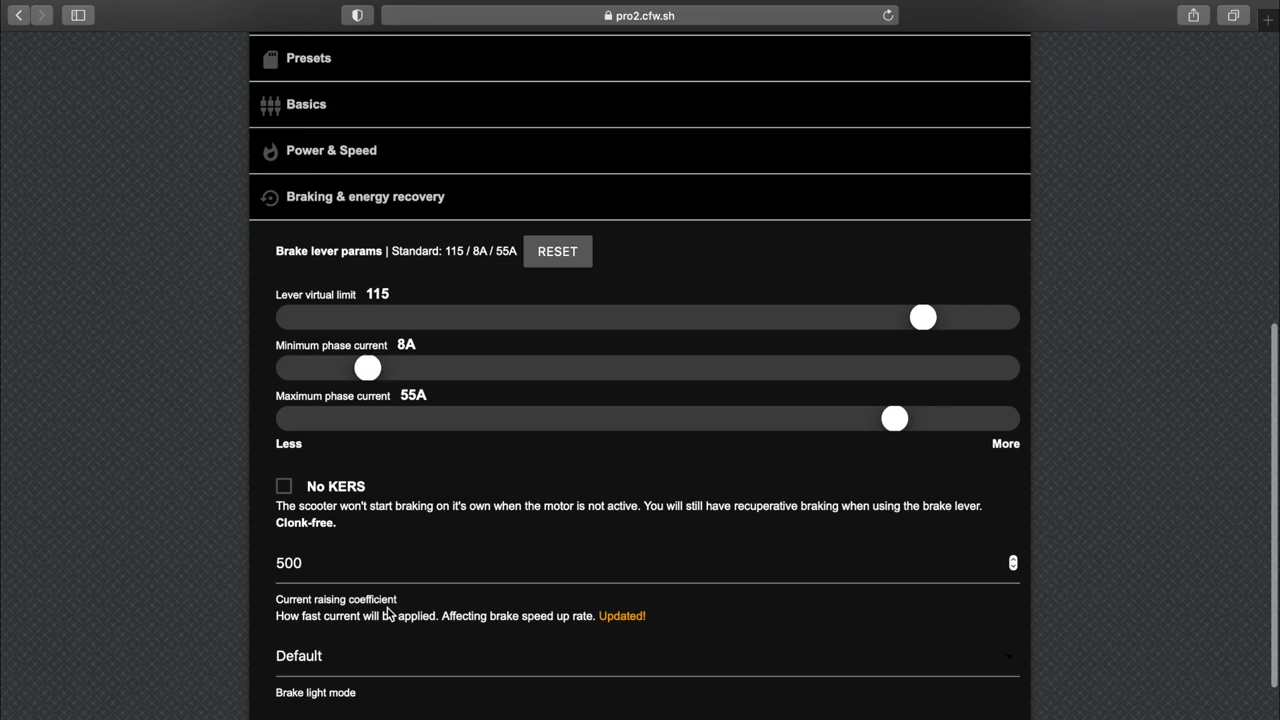 pro2.cfw.sh
Presets
Basics
Power & Speed
Braking & energy recovery
Brake lever params | Standard: 115 / 8A / 55A RESET
Lever virtual limit 115
Minimum phase current 8A
Maximum phase current 55A
Less More
No KERS
The scooter won't start braking on it's own when the motor is not active. You will still have recuperative braking when using the brake lever.
Clonk-free.
500
Current raising coefficient
How fast current will be applied. Affecting brake speed up rate. Updated!
Default
Brake light mode